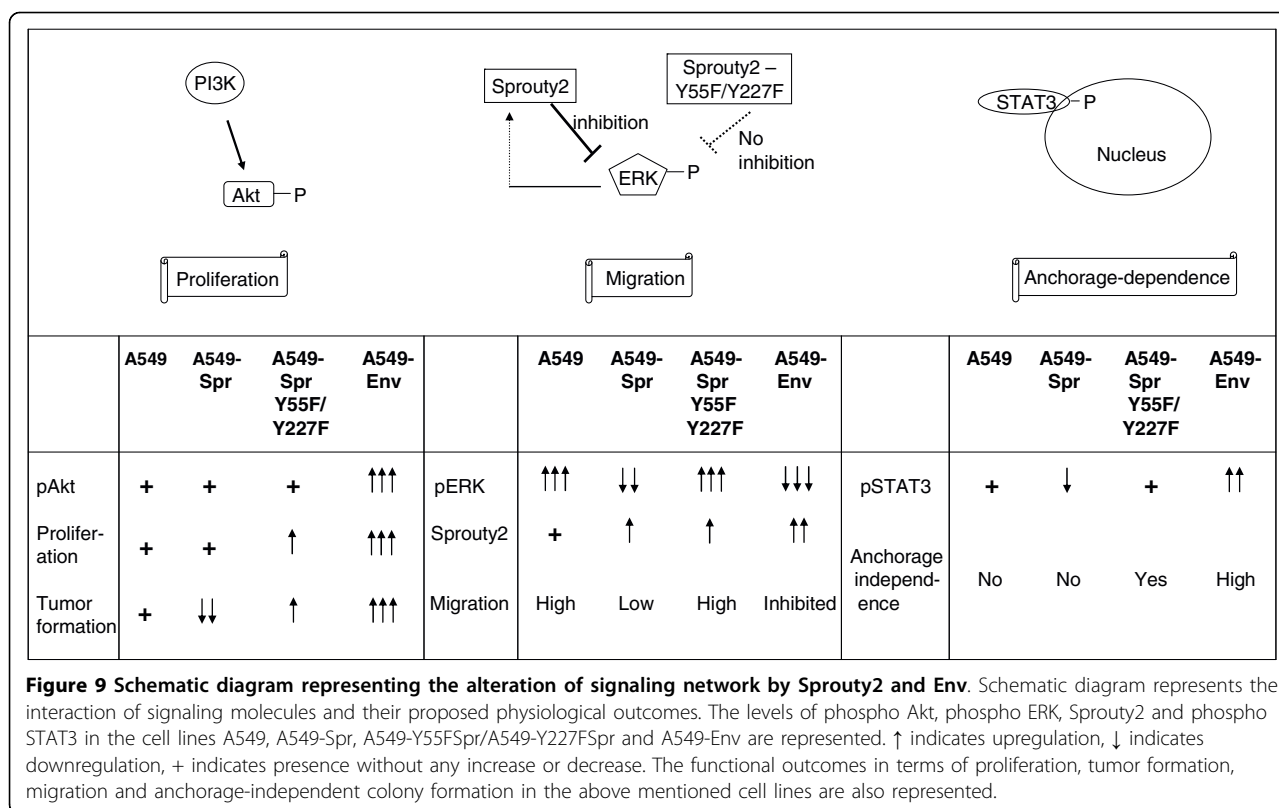 PI3K
Akt
P
Proliferation
Sprouty2
inhibition
Sprouty2 –
Y55F/Y227F
No
inhibition
ERK
P
Migration
STAT3
P
Nucleus
Anchorage-dependence
A549
A549-
Spr
A549-
Spr
Y55F/
Y227F
A549-
Env
pAkt + + + ↑↑↑
Prolifer-
ation + + ↑ ↑↑↑
Tumor
formation + ↓↓ ↑ ↑↑↑
A549
A549-
Spr
A549-
Spr
Y55F
Y227F
A549-
Env
pERK ↑↑↑ ↓↓ ↑↑↑ ↓↓↓
Sprouty2 + ↑ ↑ ↑↑
Migration High Low High Inhibited
A549
A549-
Spr
A549-
Spr
Y55F/
Y227F
A549-
Env
pSTAT3 + ↓ + ↑↑
Anchorage
independ-
ence No No Yes High
Figure 9 Schematic diagram representing the alteration of signaling network by Sprouty2 and Env. Schematic diagram represents the
interaction of signaling molecules and their proposed physiological outcomes. The levels of phospho Akt, phospho ERK, Sprouty2 and phospho
STAT3 in the cell lines A549, A549-Spr, A549-Y55FSpr/A549-Y227FSpr and A549-Env are represented. ↑ indicates upregulation, ↓ indicates
downregulation, + indicates presence without any increase or decrease. The functional outcomes in terms of proliferation, tumor formation,
migration and anchorage-independent colony formation in the above mentioned cell lines are also represented.